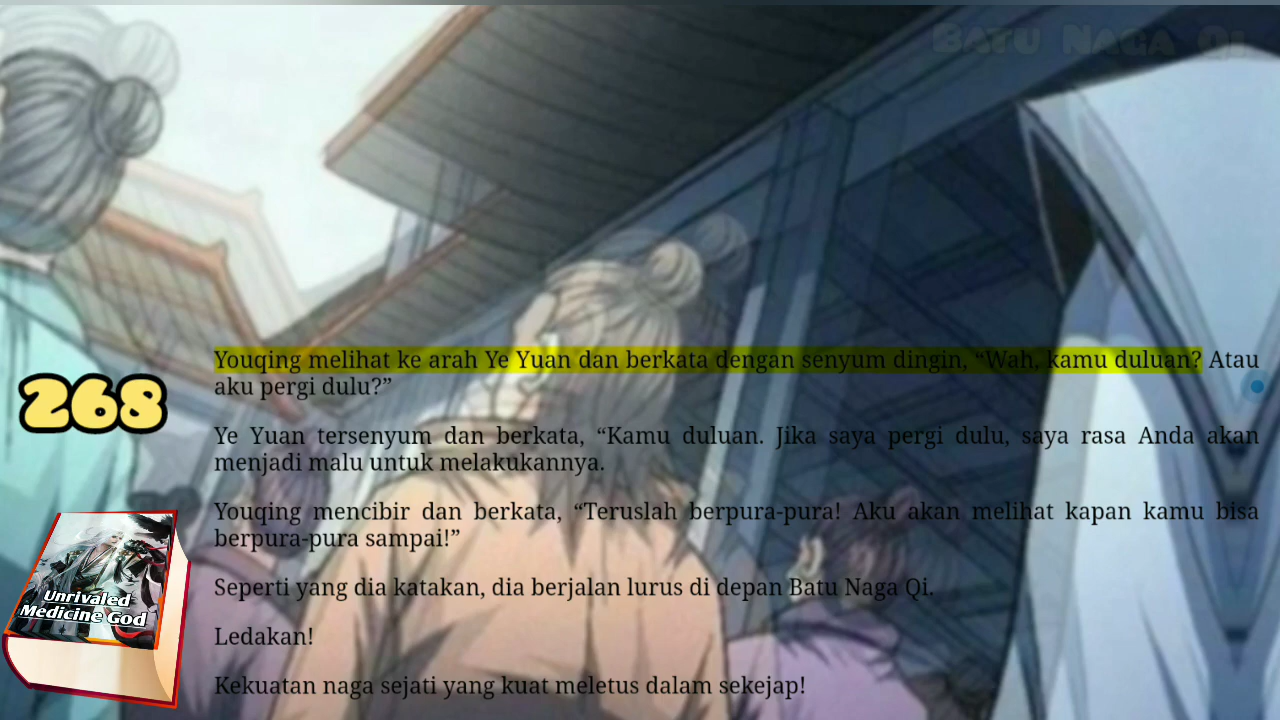 Batu Naga Qi
Youqing melihat ke arah Ye Yuan dan berkata dengan senyum dingin, “Wah, kamu duluan? Atau
aku pergi dulu?”
Ye Yuan tersenyum dan berkata, “Kamu duluan. Jika saya pergi dulu, saya rasa Anda akan
menjadi malu untuk melakukannya.
Youqing mencibir dan berkata, “Teruslah berpura-pura! Aku akan melihat kapan kamu bisa
berpura-pura sampai!”
Seperti yang dia katakan, dia berjalan lurus di depan Batu Naga Qi.
Ledakan!
Kekuatan naga sejati yang kuat meletus dalam sekejap!
268
Unrivaled
Medicine God